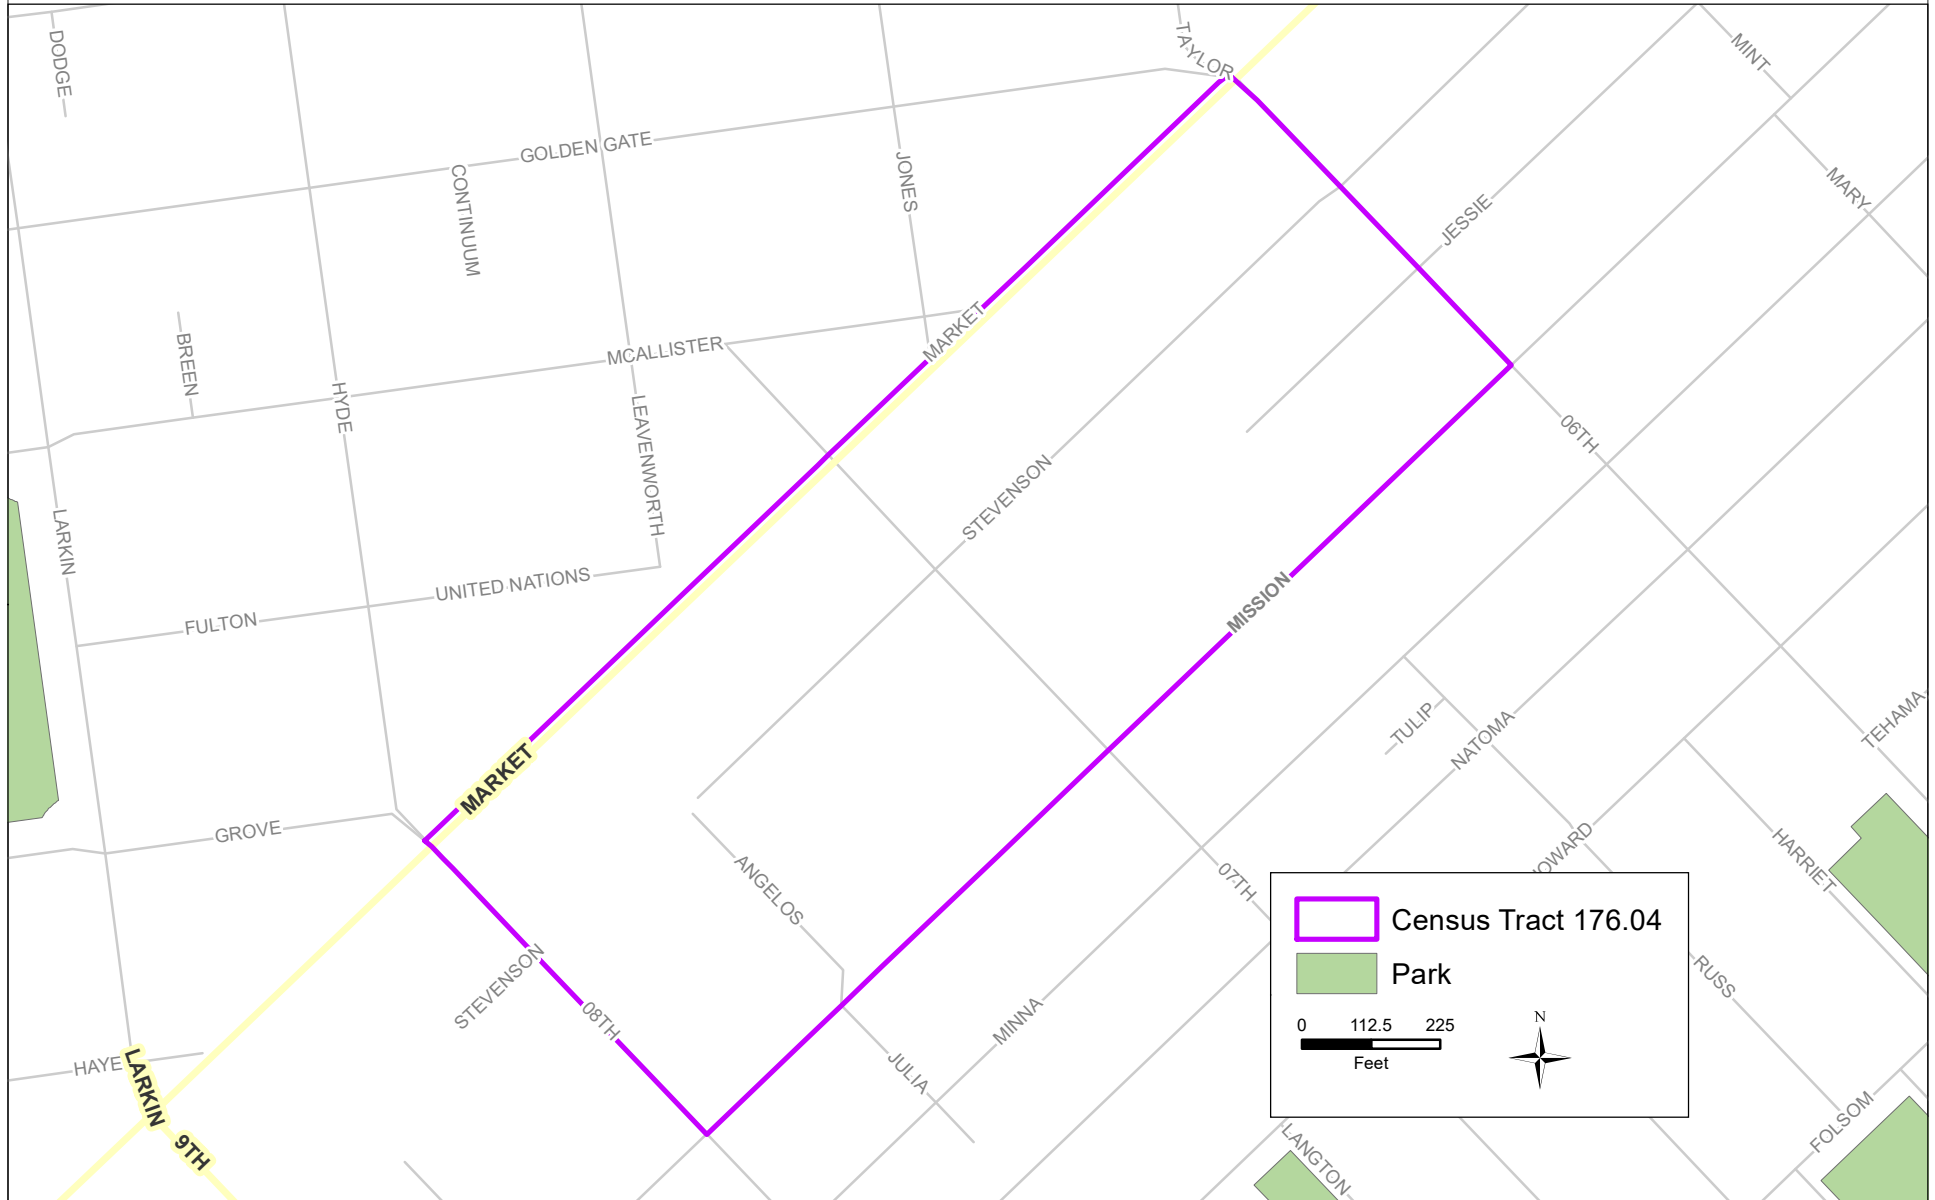 DODGE
TAYLOR
MINT
GOLDEN GATE
CONTINUUM
JONES
MARY
JESSIE
BREEN
MARKET
MCALLISTER
HYDE
LEAVENWORTH
06TH
STEVENSON
LARKIN
UNITED NATIONS
MISSION
FULTON
TULIP
NATOMA
TEHAMA
MARKET
GROVE
ANGELOS
HOWARD
HARRIET
07TH
STEVENSON
08TH
MINNA
RUSS
JULIA
HAYE
LARKIN
9TH
LANGTON
FOLSOM
Census Tract 176.04
Park
0 112.5 225
Feet
N